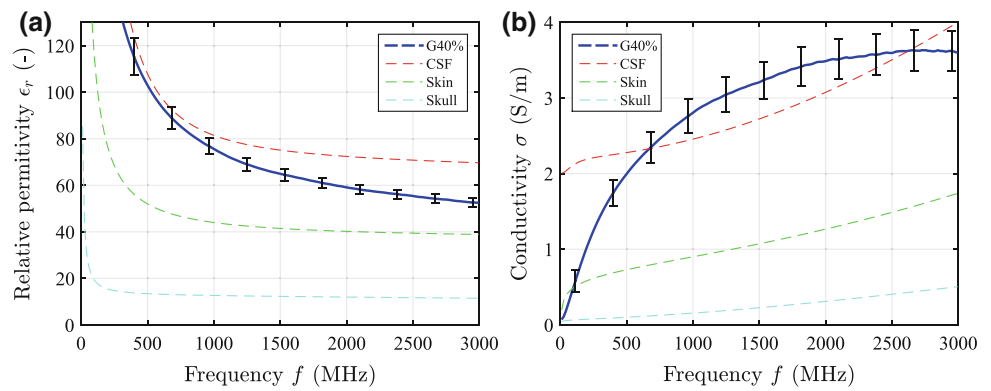 (a)
Relative permitivity ϵr (-)
120
100
80
60
40
20
0
0 500 1000 1500 2000 2500 3000
Frequency f (MHz)
G40%
CSF
Skin
Skull
(b)
Conductivity σ (S/m)
4
3
2
1
0
0 500 1000 1500 2000 2500 3000
Frequency f (MHz)
G40%
CSF
Skin
Skull